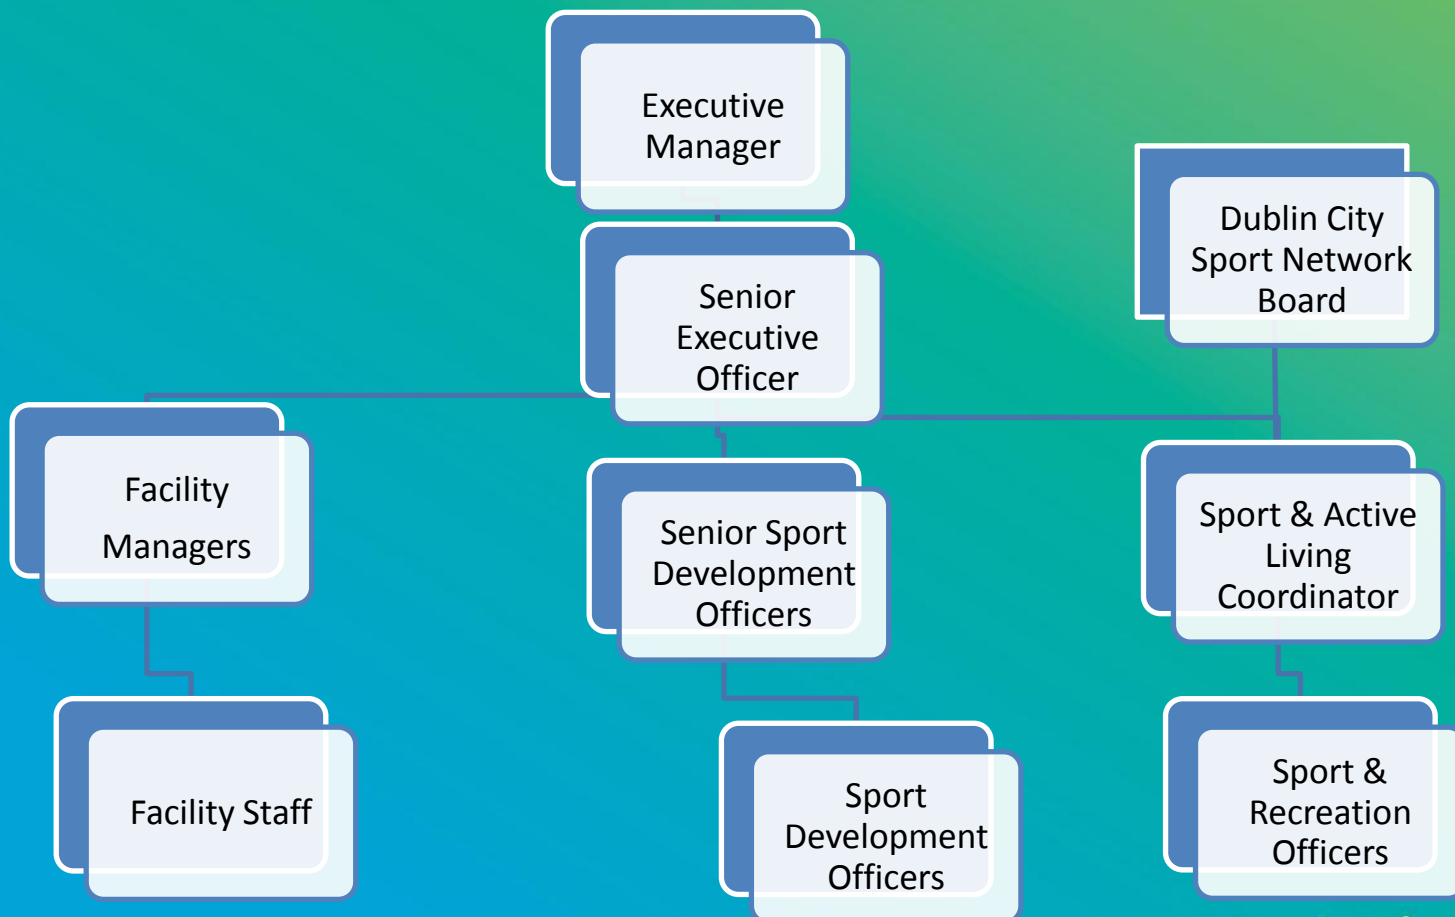 Executive
Manager
Dublin City
Sport Network
Board
Senior
Executive
Officer
Facility
Managers
Senior Sport
Development
Officers
Sport & Active
Living
Coordinator
Facility Staff
Sport
Development
Officers
Sport &
Recreation
Officers